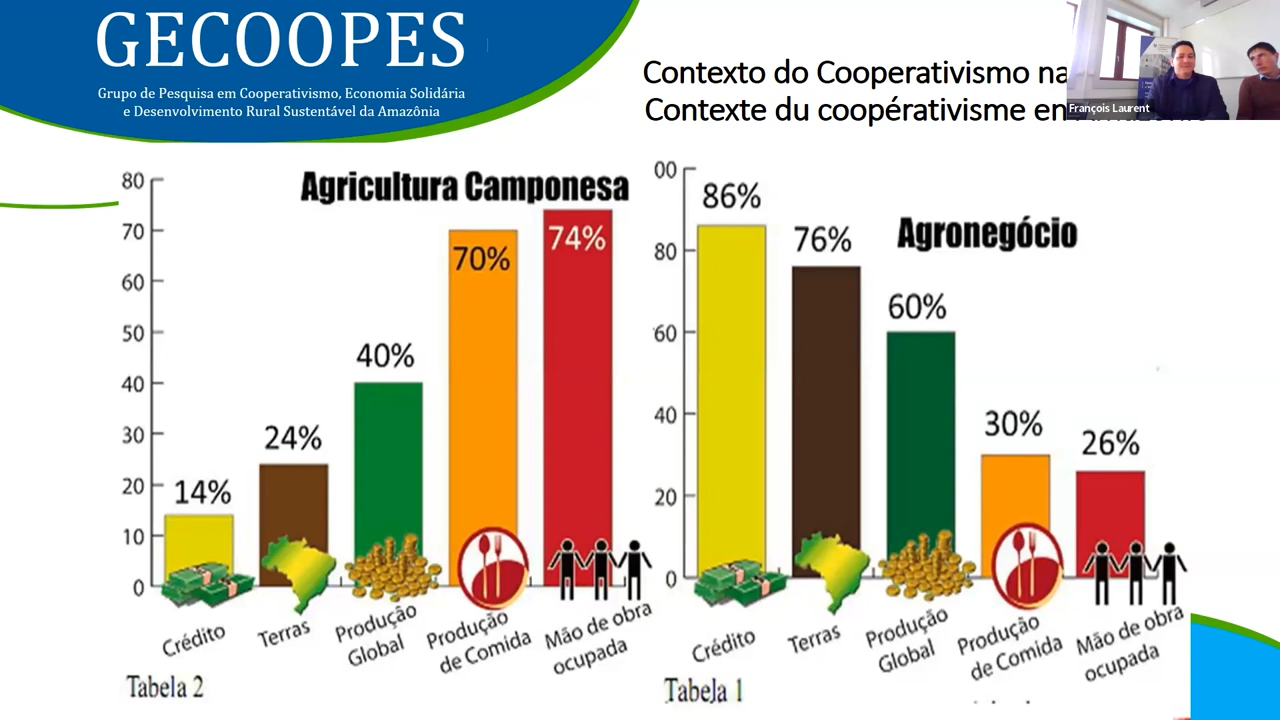 GECOOPES
Grupo de Pesquisa em Cooperativismo, Economia Solidária
e Desenvolvimento Rural Sustentável da Amazônia
Contexto do Cooperativismo na
Contexte du coopérativisme en
François Laurent
Agricultura Camponesa
80
70
60
50
40
30
20
10
0
14%
24%
40%
70%
74%
Crédito
Terras
Produção
Global
Produção
de Comida
Mão de obra
ocupada
Tabela 2
Agronegócio
00
80
60
40
20
0
86%
76%
60%
30%
26%
Crédito
Terras
Produção
Global
Produção
de Comida
Mão de obra
ocupada
Tabela 1